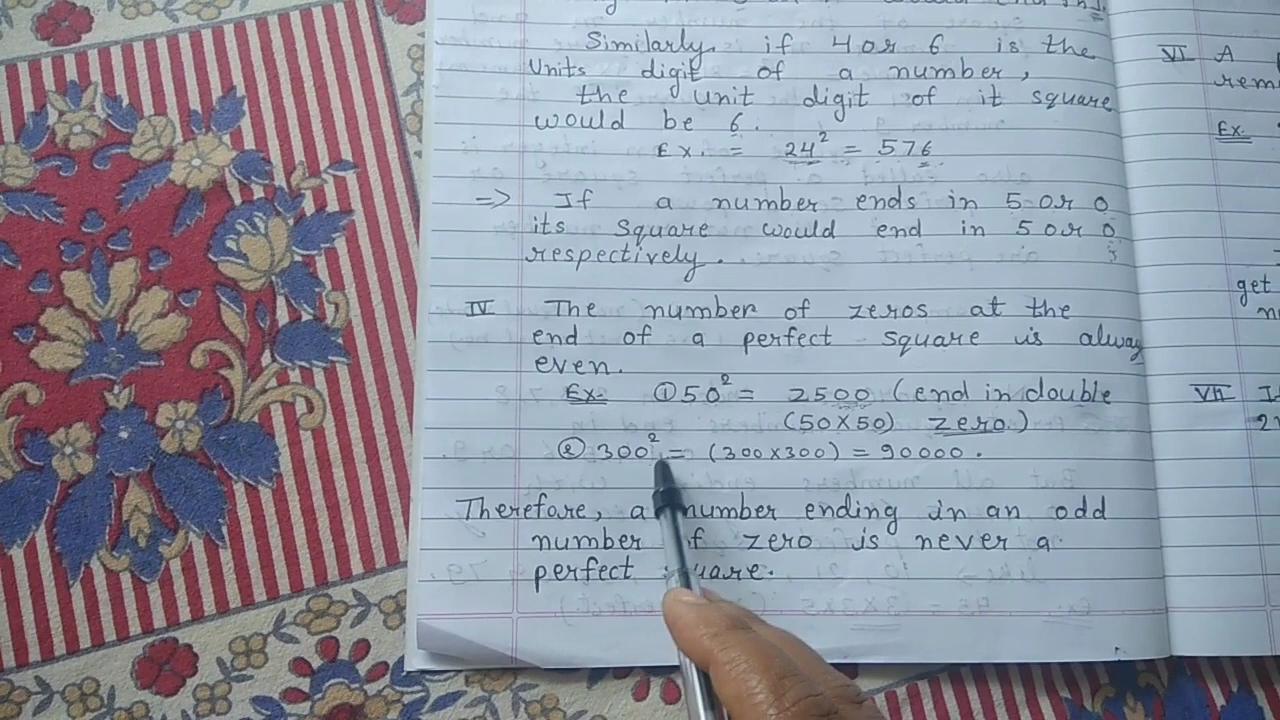 Similarly, if 4 or 6 is the
Units digit of a number,
the unit digit of it square
would be 6.
Ex. = 24² = 576
=> If a number ends in 5 or 0
its square would end in 5 or 0
respectively.
IV The number of zeros at the
end of a perfect square is alway
even.
Ex. ① 50² = 2500 (end in double
(50×50) zero)
② 300² = (300×300) = 90000.
Therefore, a number ending in an odd
number of zero is never a
perfect square.
VI A
rem
Ex.
get
VII